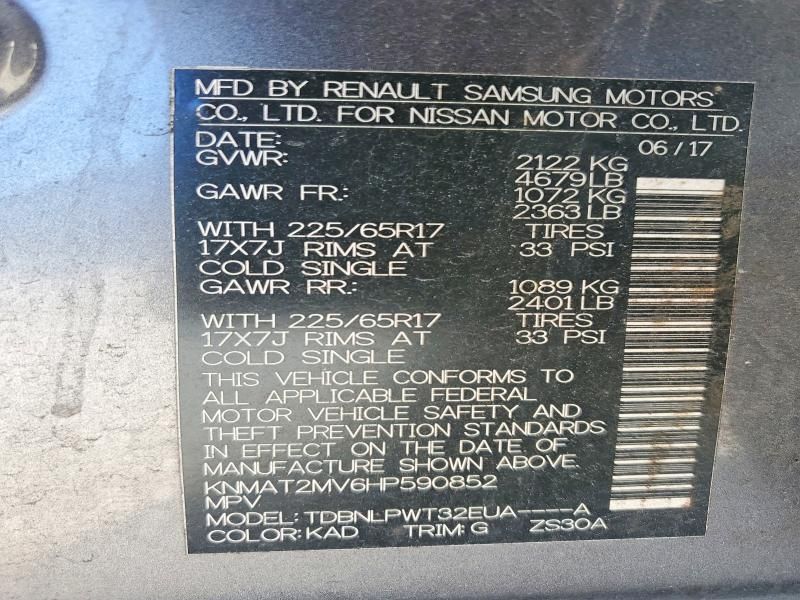 MFD BY RENAULT SAMSUNG MOTORS
CO., LTD. FOR NISSAN MOTOR CO., LTD.
DATE: 06/17
GVWR: 2122 KG
4679 LB
GAWR FR.: 1072 KG
2363 LB
WITH 225/65R17 TIRES
17X7J RIMS AT 33 PSI
COLD SINGLE
GAWR RR.: 1089 KG
2401 LB
WITH 225/65R17 TIRES
17X7J RIMS AT 33 PSI
COLD SINGLE
THIS VEHICLE CONFORMS TO
ALL APPLICABLE FEDERAL
MOTOR VEHICLE SAFETY AND
THEFT PREVENTION STANDARDS
IN EFFECT ON THE DATE OF
MANUFACTURE SHOWN ABOVE.
KNMAT2MV6HP590852
MPV
MODEL: TDBNLPWT32EUA----A
COLOR: KAD TRIM: G ZS30A